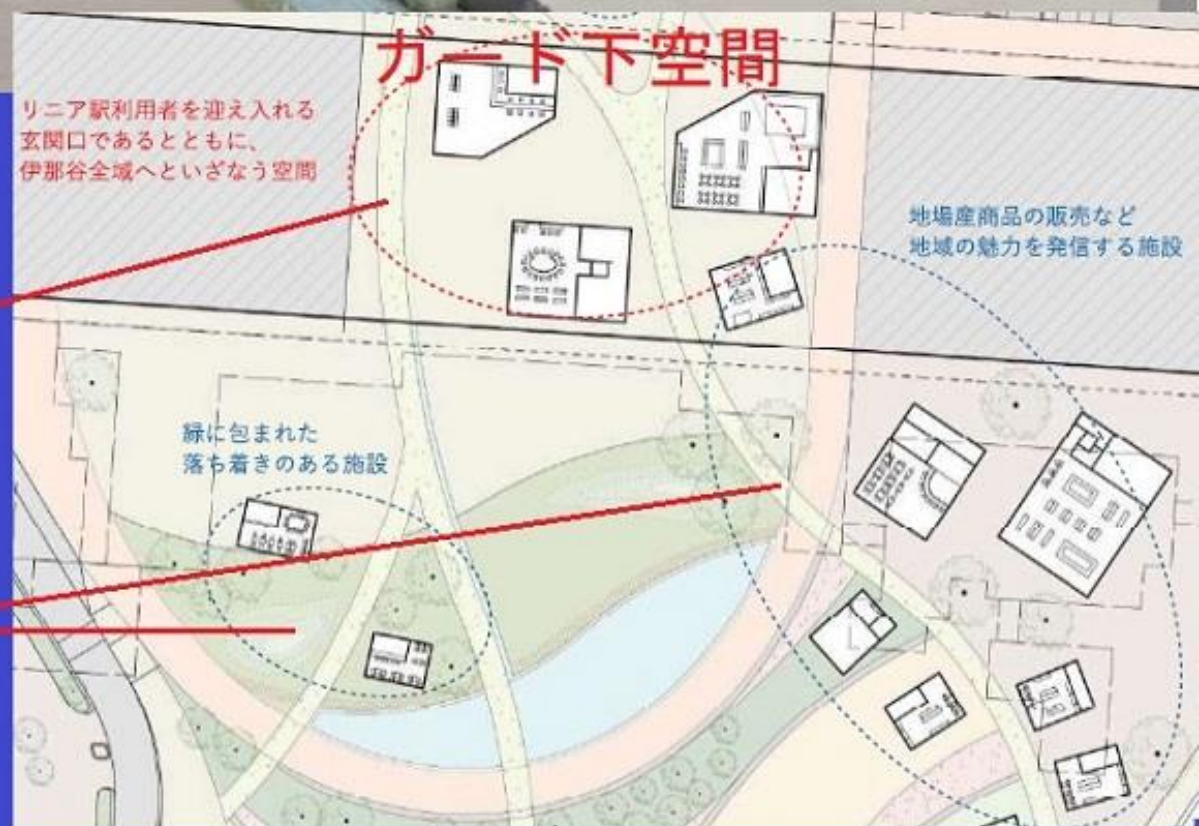 ガード下空間
リニア駅利用者を迎え入れる
玄関口であるとともに、
伊那谷全域へといざなう空間
地場産商品の販売など
地域の魅力を発信する施設
緑に包まれた
落ち着きのある施設